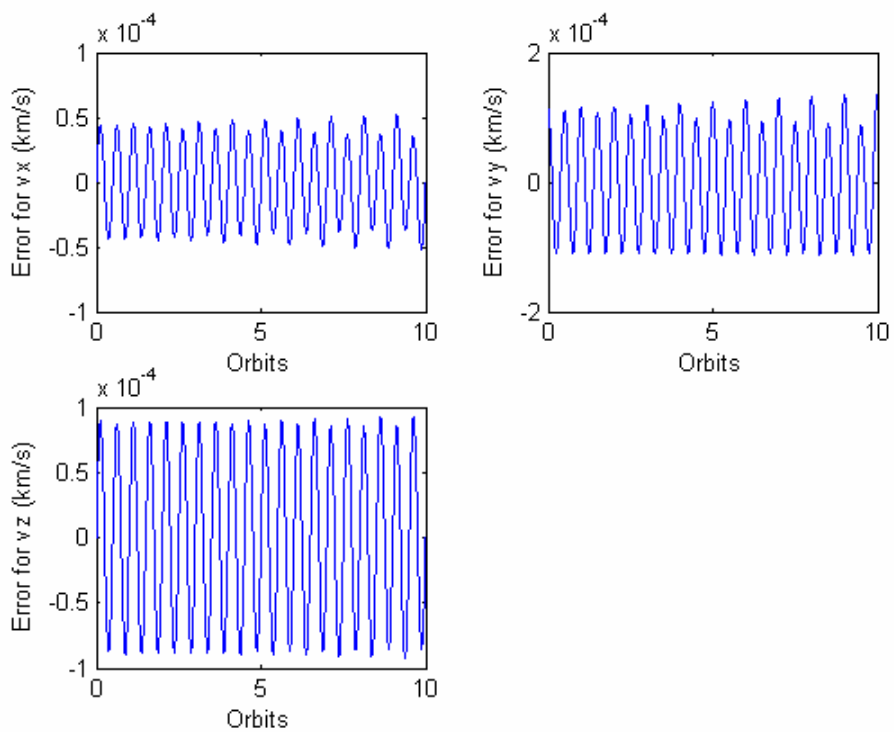 x 10-4
1
0.5
0
-0.5
-1
Error for vx (km/s)
0 5 10
Orbits
x 10-4
2
0
-2
Error for vy (km/s)
0 5 10
Orbits
x 10-4
1
0.5
0
-0.5
-1
Error for vz (km/s)
0 5 10
Orbits